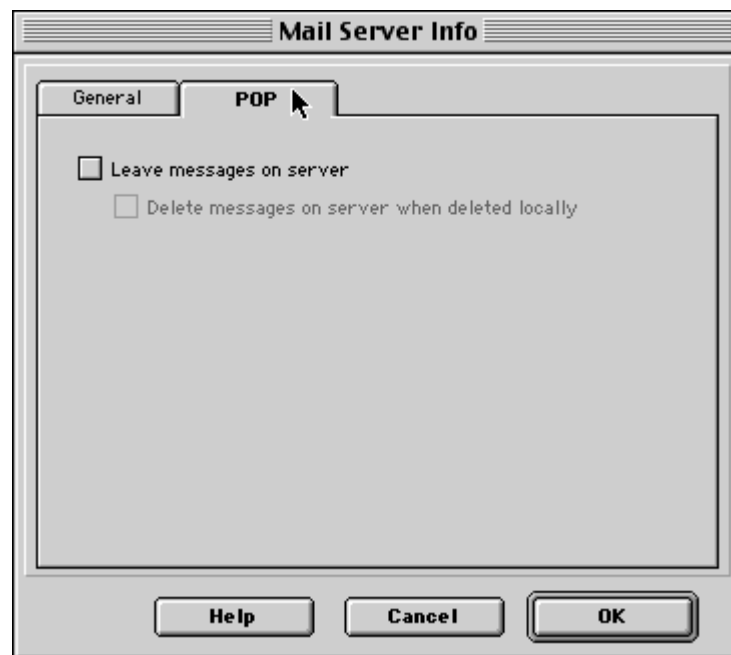 Mail Server Info
General POP
Leave messages on server
Delete messages on server when deleted locally
Help Cancel OK